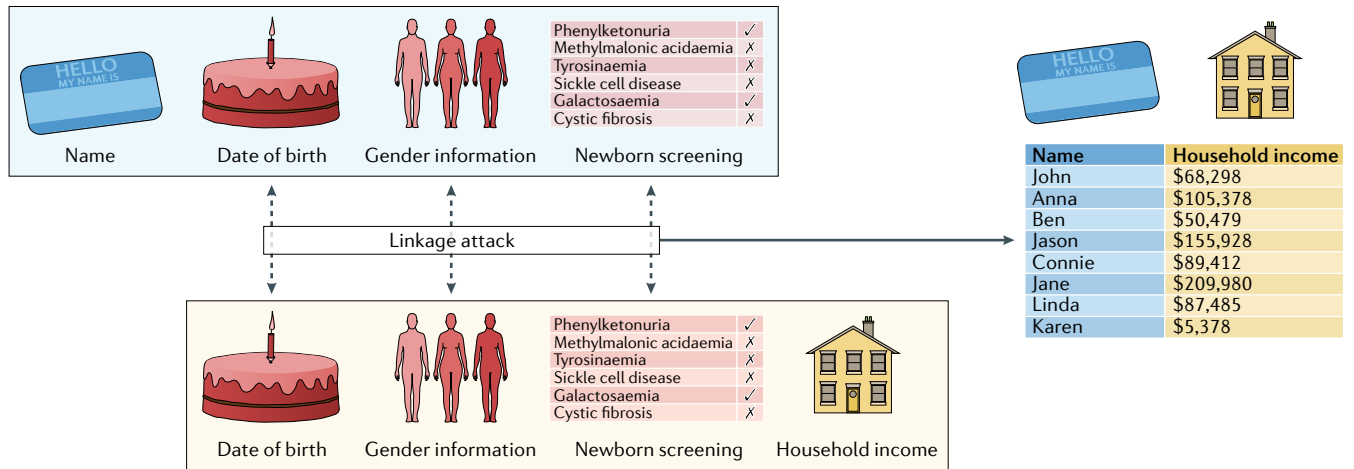 HELLO
MY NAME IS
Phenylketonuria ✓
Methylmalonic acidaemia ✗
Tyrosinaemia ✗
Sickle cell disease ✗
Galactosaemia ✓
Cystic fibrosis ✗
Name Date of birth Gender information Newborn screening
HELLO
MY NAME IS
Name Household income
John $68,298
Anna $105,378
Ben $50,479
Jason $155,928
Connie $89,412
Jane $209,980
Linda $87,485
Karen $5,378
Linkage attack
Phenylketonuria ✓
Methylmalonic acidaemia ✗
Tyrosinaemia ✗
Sickle cell disease ✗
Galactosaemia ✓
Cystic fibrosis ✗
Date of birth Gender information Newborn screening Household income